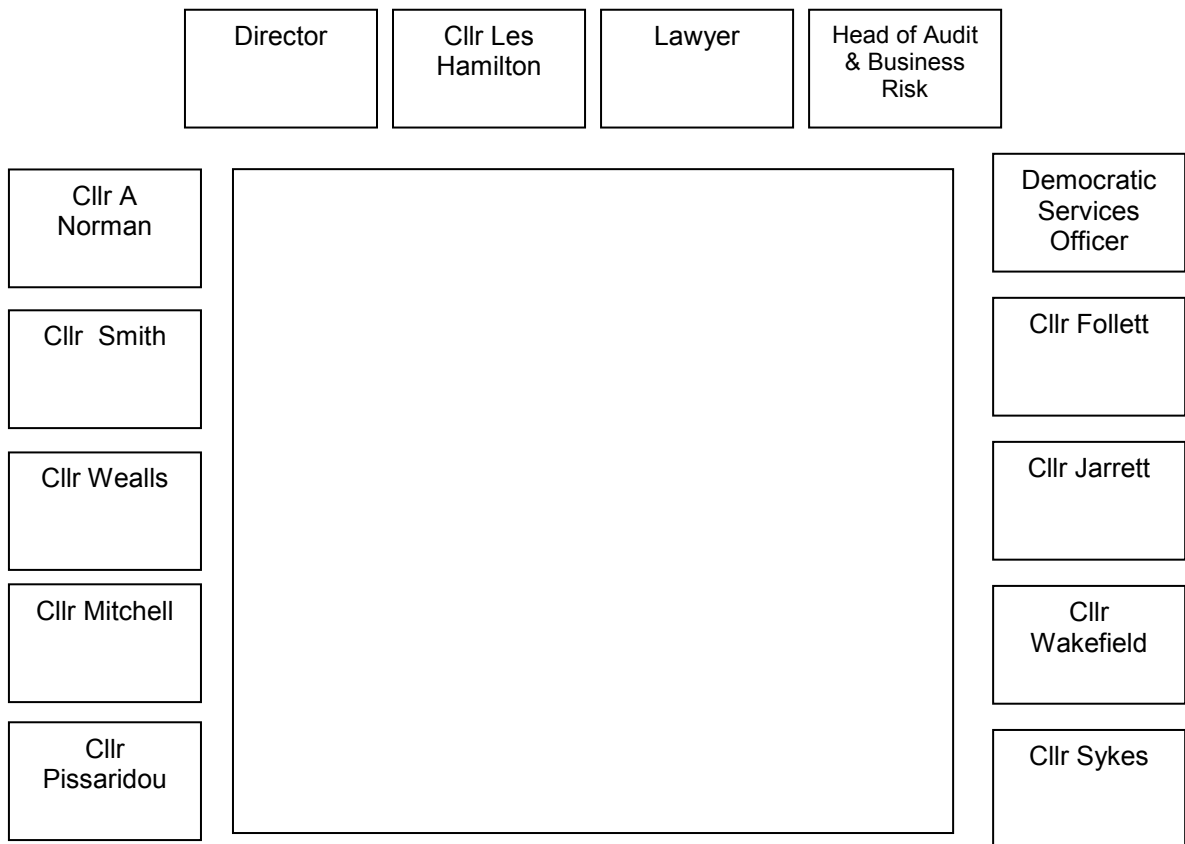 Director
Cllr Les
Hamilton
Lawyer
Head of Audit
& Business
Risk
Cllr A
Norman
Democratic
Services
Officer
Cllr  Smith
Cllr Follett
Cllr Wealls
Cllr Jarrett
Cllr Mitchell
Cllr
Wakefield
Cllr
Pissaridou
Cllr Sykes